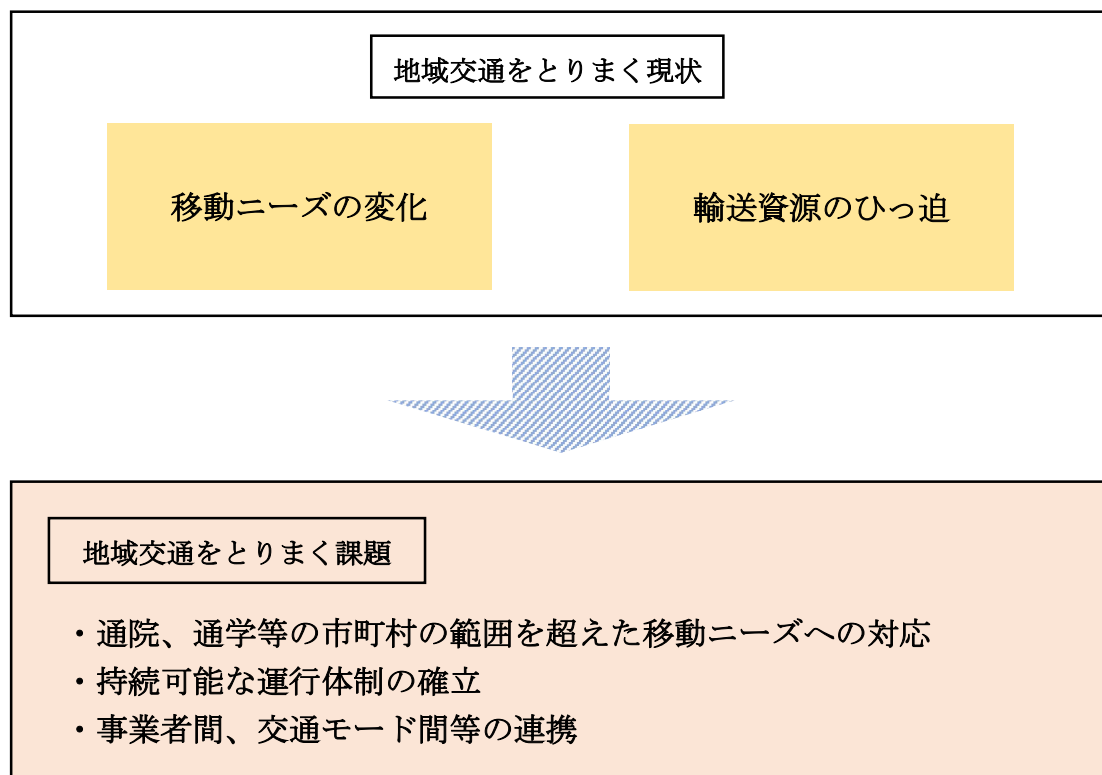 地域交通をとりまく現状
移動ニーズの変化
輸送資源のひっ迫
地域交通をとりまく課題
・通院、通学等の市町村の範囲を超えた移動ニーズへの対応
・持続可能な運行体制の確立
・事業者間、交通モード間等の連携